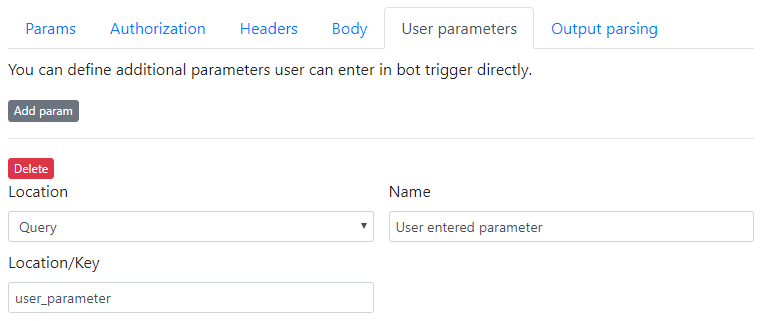 Params Authorization Headers Body User parameters Output parsing
You can define additional parameters user can enter in bot trigger directly.
Add param
Delete
Location Name
Query User entered parameter
Location/Key
user_parameter